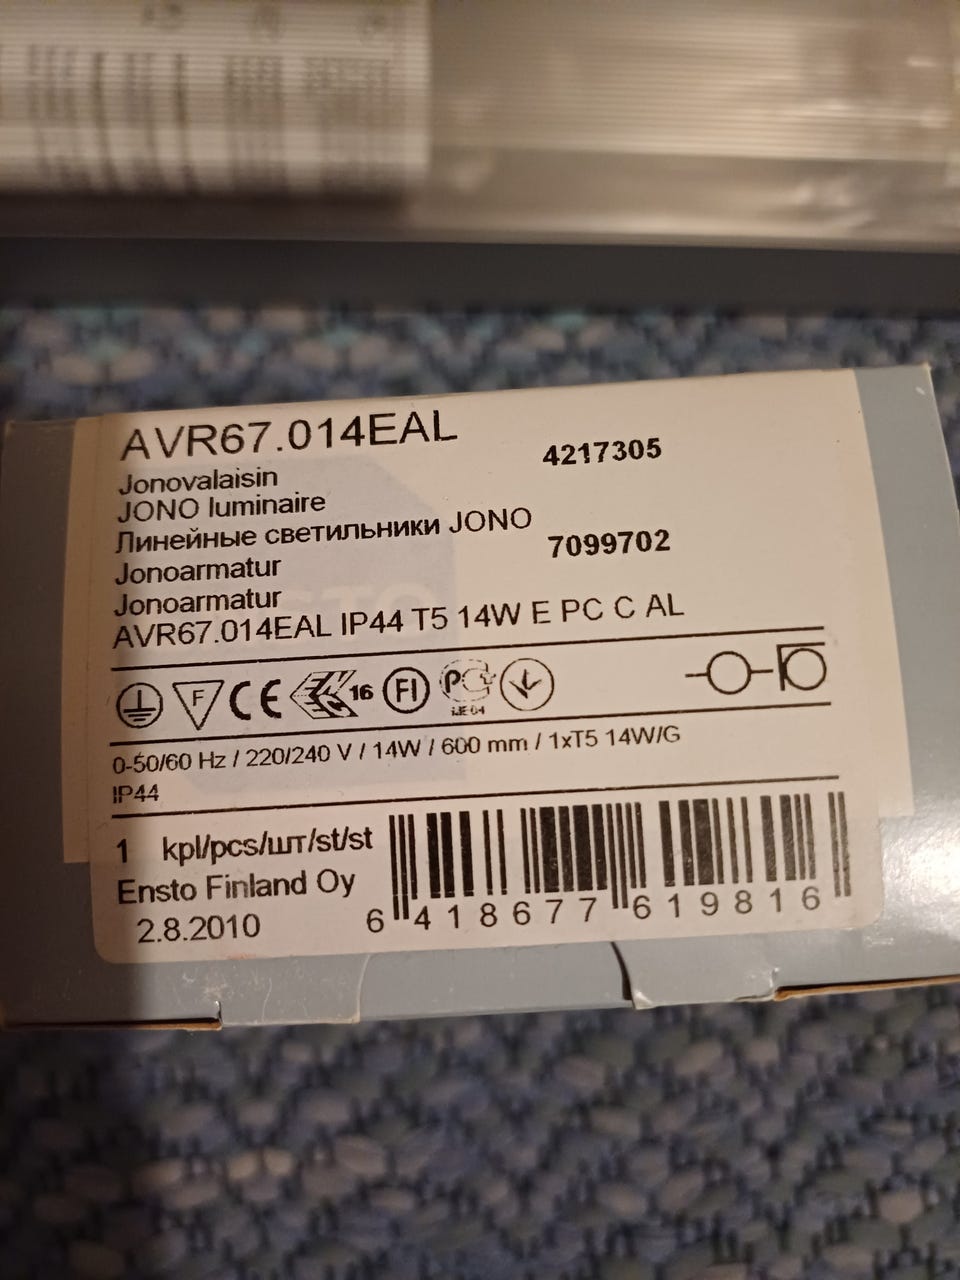 AVR67.014EAL
4217305
Jonovalaisin
JONO luminaire
Линейные светильники JONO
7099702
Jonoarmatur
Jonoarmatur
AVR67.014EAL IP44 T5 14W E PC C AL
F CE 16 FI
0-50/60 Hz / 220/240 V / 14W / 600 mm / 1xT5 14W/G
IP44
1 kpl/pcs/шт/st/st
Ensto Finland Oy
2.8.2010
6 418677 619816